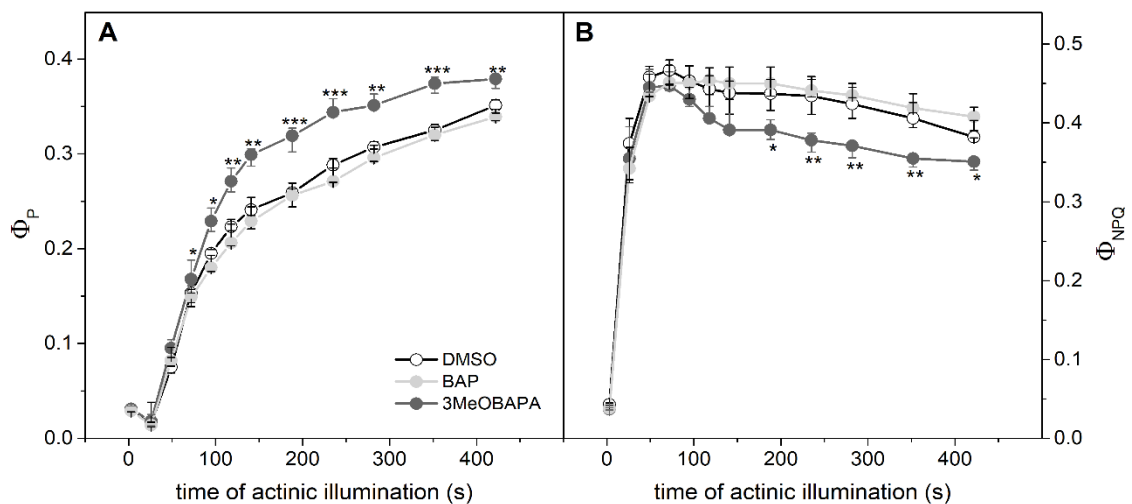 A
B
0.4
0.3
0.2
0.1
0.0
Φ_P
* * ** ** *** *** ** *** **
DMSO
BAP
3MeOBAPA
0.5
0.4
0.3
0.2
0.1
0.0
Φ_NPQ
* ** ** ** *
0 100 200 300 400
0 100 200 300 400
time of actinic illumination (s)
time of actinic illumination (s)